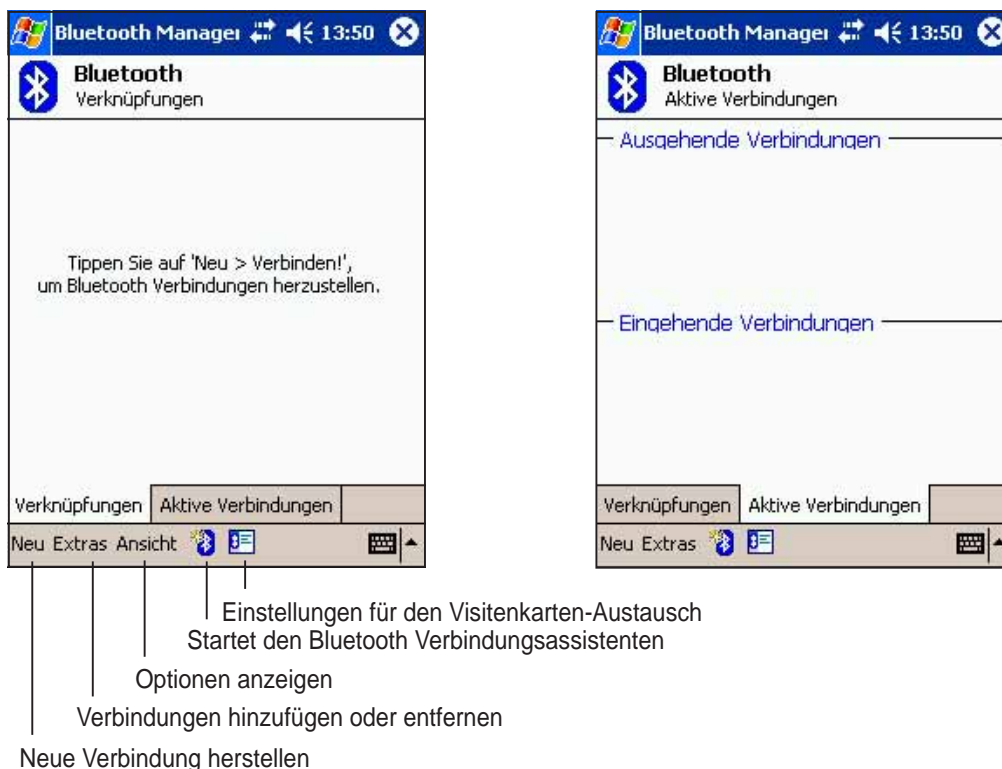 Bluetooth Manager 13:50
Bluetooth
Verknüpfungen
Tippen Sie auf 'Neu > Verbinden!',
um Bluetooth Verbindungen herzustellen.
Verknüpfungen Aktive Verbindungen
Neu Extras Ansicht
Bluetooth Manager 13:50
Bluetooth
Aktive Verbindungen
Ausgehende Verbindungen
Eingehende Verbindungen
Verknüpfungen Aktive Verbindungen
Neu Extras
Einstellungen für den Visitenkarten-Austausch
Startet den Bluetooth Verbindungsassistenten
Optionen anzeigen
Verbindungen hinzufügen oder entfernen
Neue Verbindung herstellen